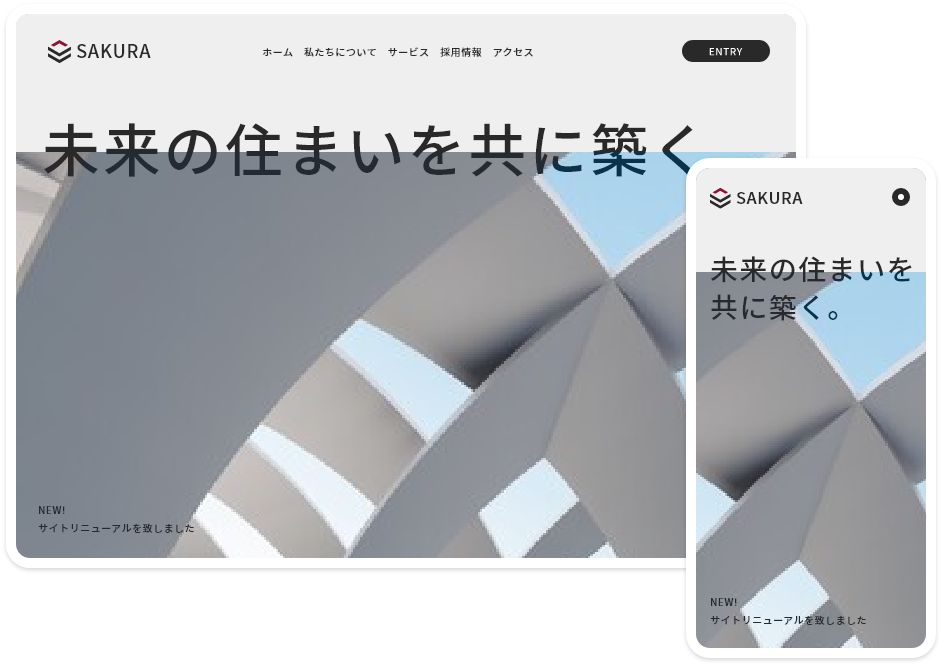 SAKURA
ホーム 私たちについて サービス 採用情報 アクセス
ENTRY
未来の住まいを共に築く
NEW!
サイトリニューアルを致しました
SAKURA
未来の住まいを
共に築く。
NEW!
サイトリニューアルを致しました